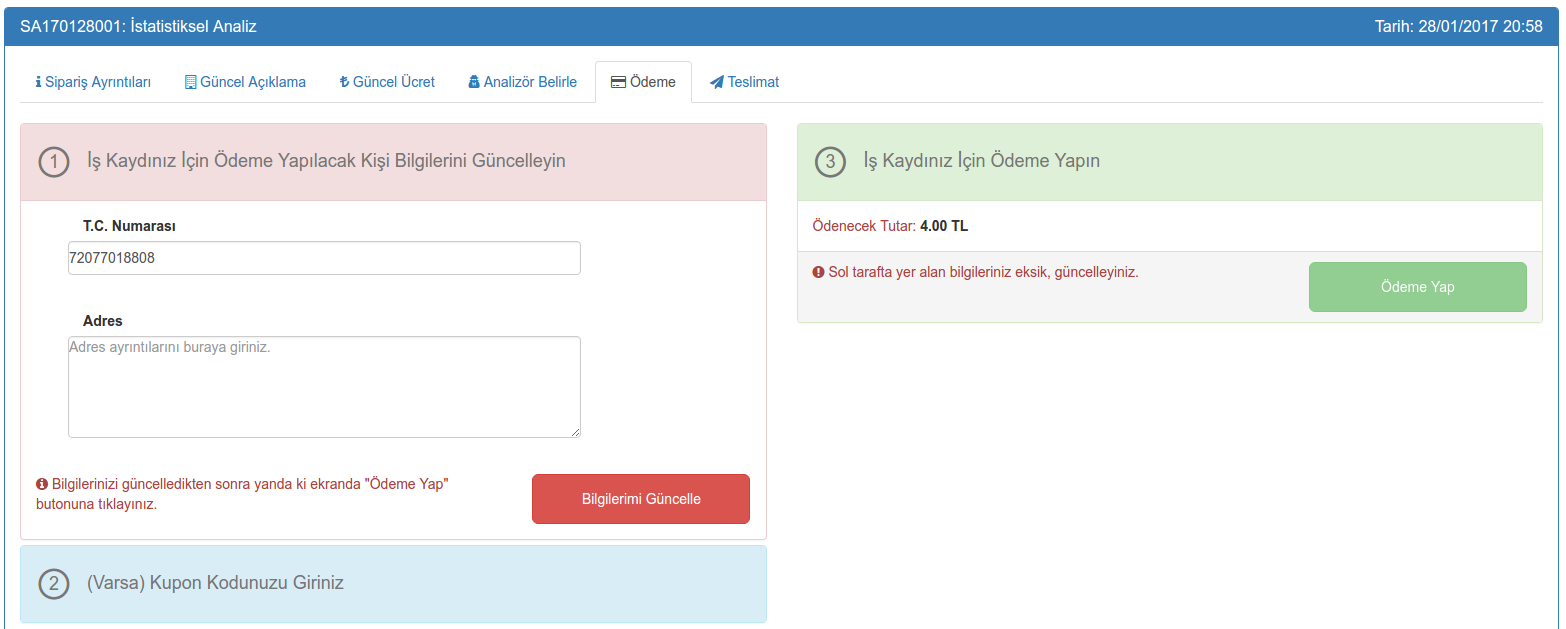 SA170128001: İstatistiksel Analiz
Tarih: 28/01/2017 20:58
Sipariş Ayrıntıları
Güncel Açıklama
Güncel Ücret
Analizör Belirle
Ödeme
Teslimat
1 İş Kaydınız İçin Ödeme Yapılacak Kişi Bilgilerini Güncelleyin
T.C. Numarası
72077018808
Adres
Adres ayrıntılarını buraya giriniz.
Bilgilerinizi güncelledikten sonra yanda ki ekranda "Ödeme Yap"
butonuna tıklayınız.
Bilgilerimi Güncelle
2 (Varsa) Kupon Kodunuzu Giriniz
3 İş Kaydınız İçin Ödeme Yapın
Ödenecek Tutar: 4.00 TL
Sol tarafta yer alan bilgileriniz eksik, güncelleyiniz.
Ödeme Yap